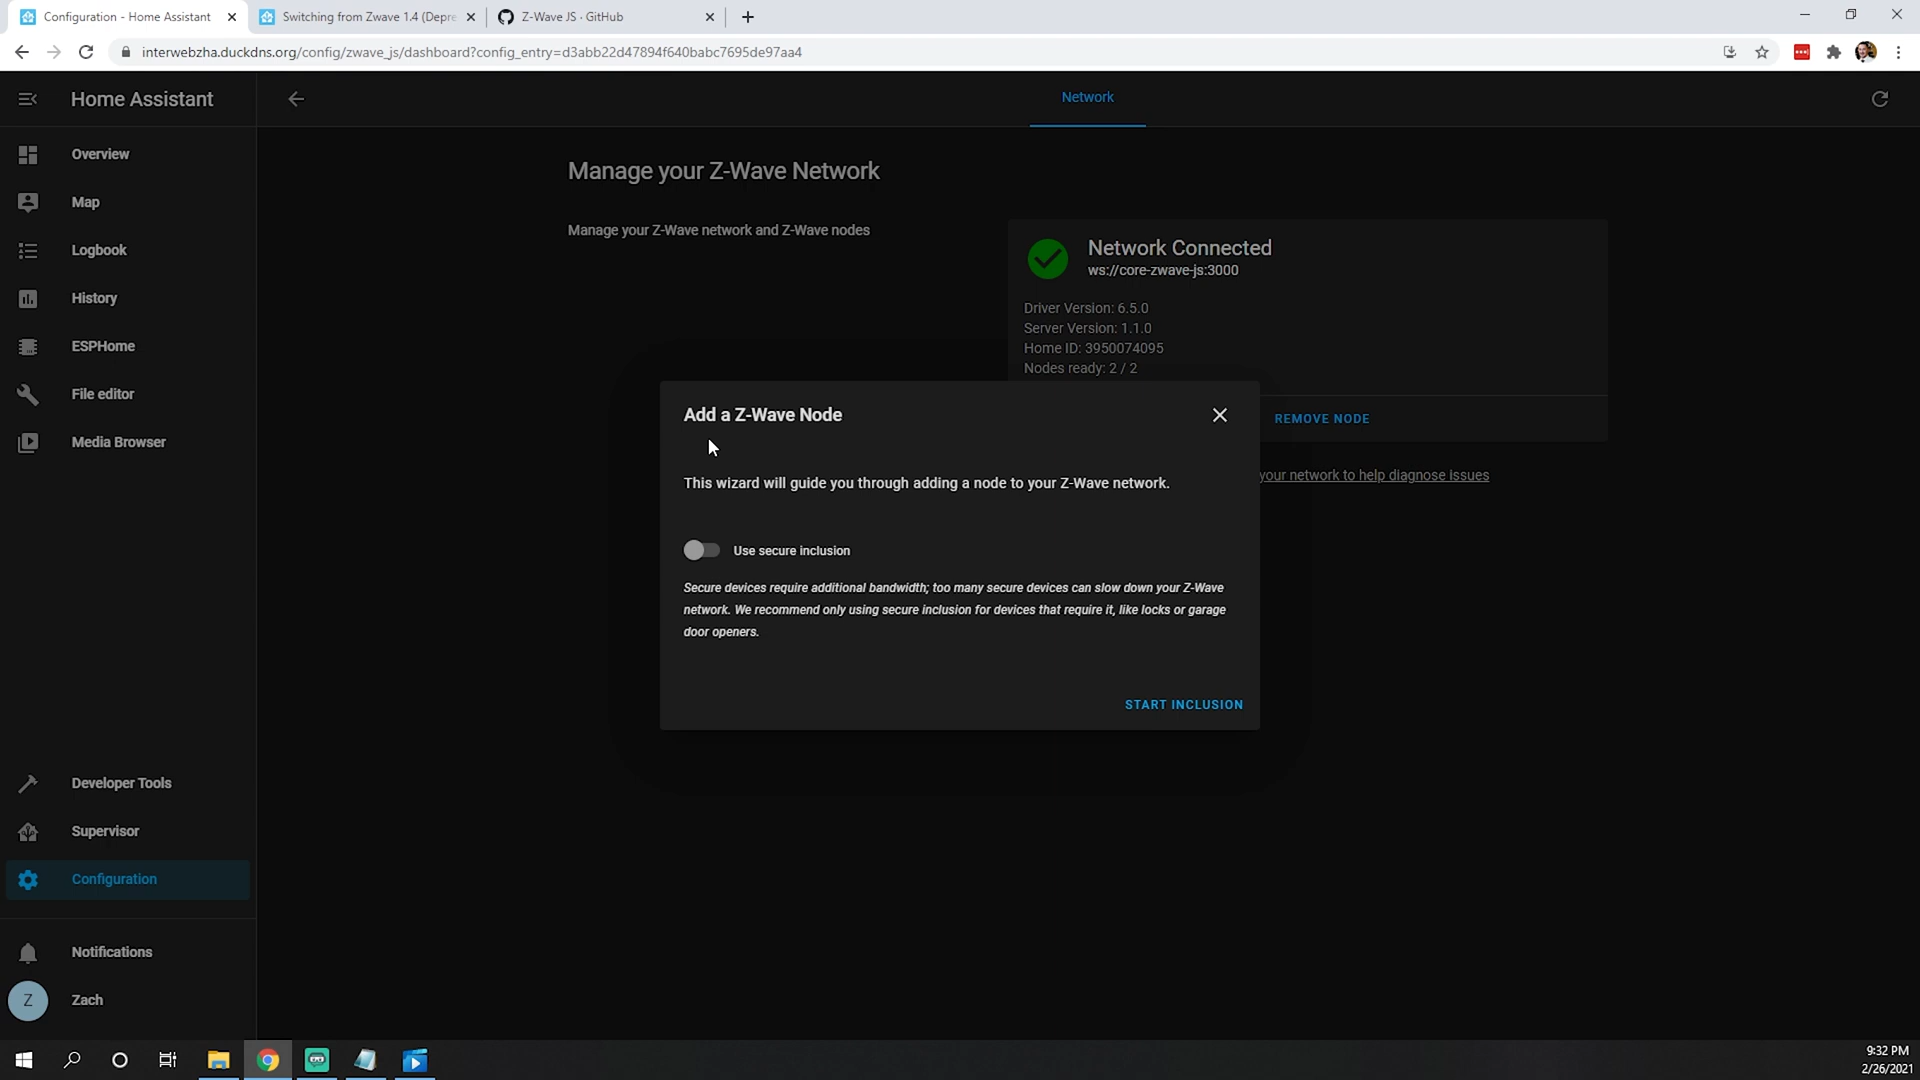 Configuration - Home Assistant
Switching from Zwave 1.4 (Depre
Z-Wave JS · GitHub
interwebzha.duckdns.org/config/zwave_js/dashboard?config_entry=d3abb22d47894f640babc7695de97aa4
Home Assistant
Network
Overview
Map
Logbook
History
ESPHome
File editor
Media Browser
Developer Tools
Supervisor
Configuration
Notifications
Z
Zach
Manage your Z-Wave Network
Manage your Z-Wave network and Z-Wave nodes
Network Connected
ws://core-zwave-js:3000
Driver Version: 6.5.0
Server Version: 1.1.0
Home ID: 3950074095
Nodes ready: 2 / 2
REMOVE NODE
your network to help diagnose issues
Add a Z-Wave Node
This wizard will guide you through adding a node to your Z-Wave network.
Use secure inclusion
Secure devices require additional bandwidth; too many secure devices can slow down your Z-Wave
network. We recommend only using secure inclusion for devices that require it, like locks or garage
door openers.
START INCLUSION
9:32 PM
2/26/2021